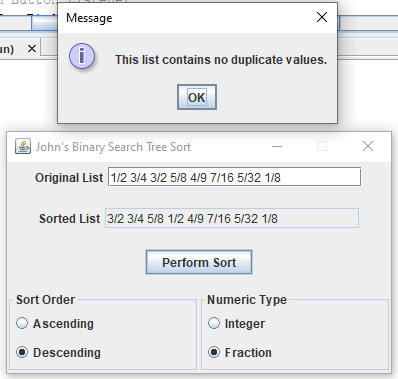 Message
un)
This list contains no duplicate values.
OK
John's Binary Search Tree Sort
Original List 1/2 3/4 3/2 5/8 4/9 7/16 5/32 1/8
Sorted List 3/2 3/4 5/8 1/2 4/9 7/16 5/32 1/8
Perform Sort
Sort Order Numeric Type
Ascending Integer
Descending Fraction